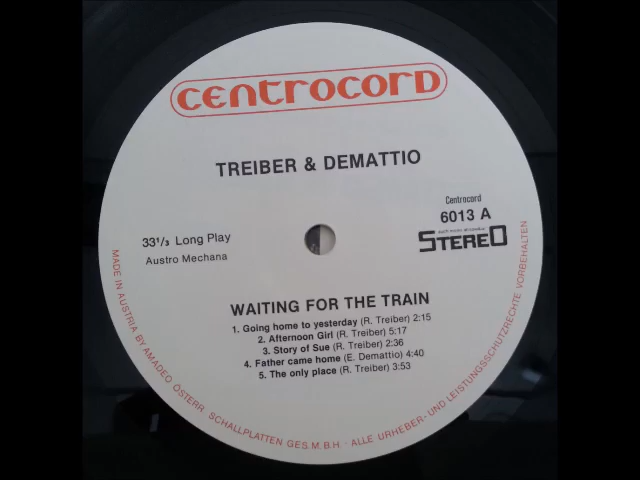 CENTROCORD
TREIBER & DEMATTIO
Centrocord
6013 A
33 1/3 Long Play
STEREO
Austro Mechana
WAITING FOR THE TRAIN
1. Going home to yesterday (R. Treiber) 2:15
2. Afternoon Girl (R. Treiber) 5:17
3. Story of Sue (R. Treiber) 2:36
4. Father came home (E. Demattio) 4:40
5. The only place (R. Treiber) 3:53
MADE IN AUSTRIA BY AMADEO ÖSTERR. SCHALLPLATTEN GES.M.B.H. · ALLE URHEBER- UND LEISTUNGSSCHUTZRECHTE VORBEHALTEN